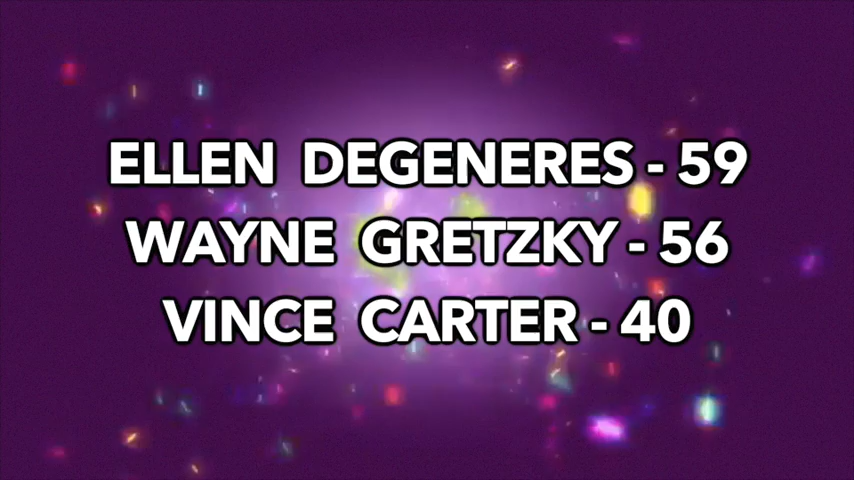 ELLEN DEGENERES - 59
WAYNE GRETZKY - 56
VINCE CARTER - 40